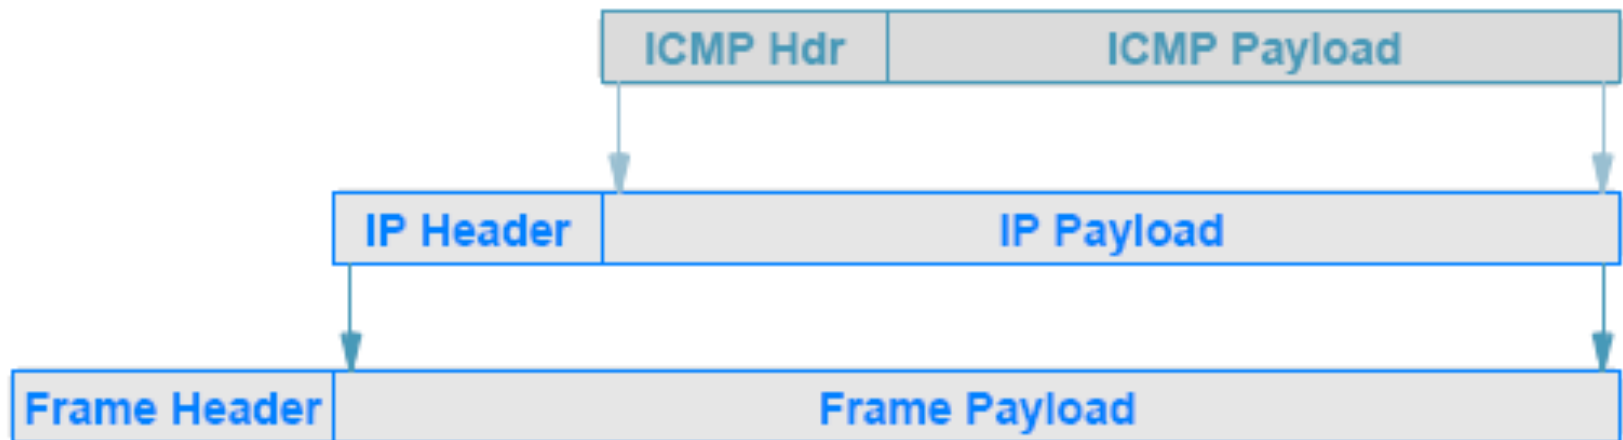 ICMP Hdr ICMP Payload
IP Header IP Payload
Frame Header Frame Payload